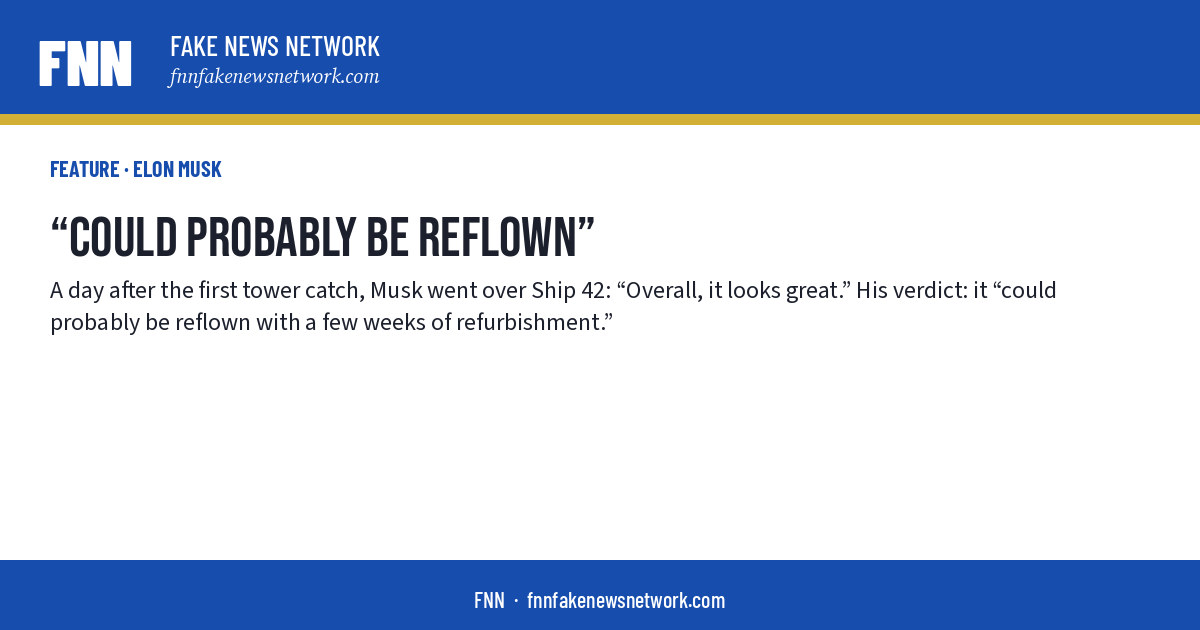 FNN
FAKE NEWS NETWORK
fnnfakenewsnetwork.com
FEATURE · ELON MUSK
“COULD PROBABLY BE REFLOWN”
A day after the first tower catch, Musk went over Ship 42: “Overall, it looks great.” His verdict: it “could
probably be reflown with a few weeks of refurbishment.”
FNN · fnnfakenewsnetwork.com